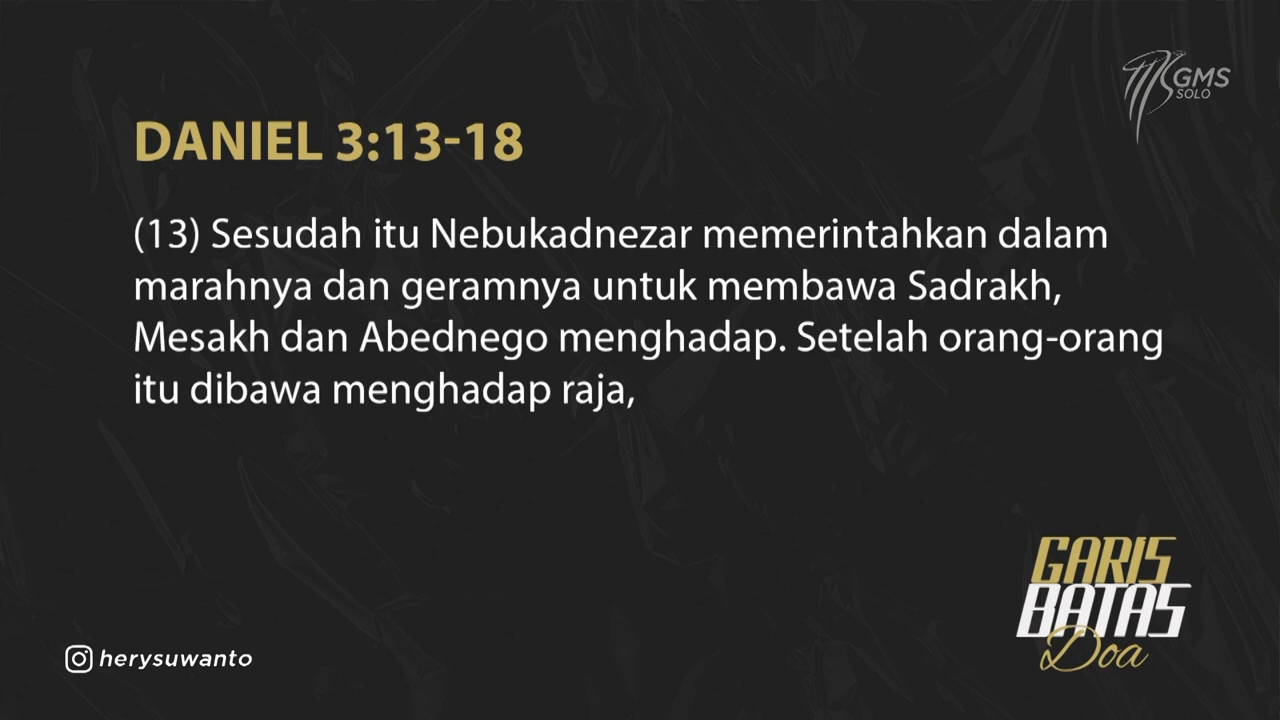 GMS
SOLO
DANIEL 3:13-18
(13) Sesudah itu Nebukadnezar memerintahkan dalam
marahnya dan geramnya untuk membawa Sadrakh,
Mesakh dan Abednego menghadap. Setelah orang-orang
itu dibawa menghadap raja,
GARIS
BATAS
Doa
herysuwanto